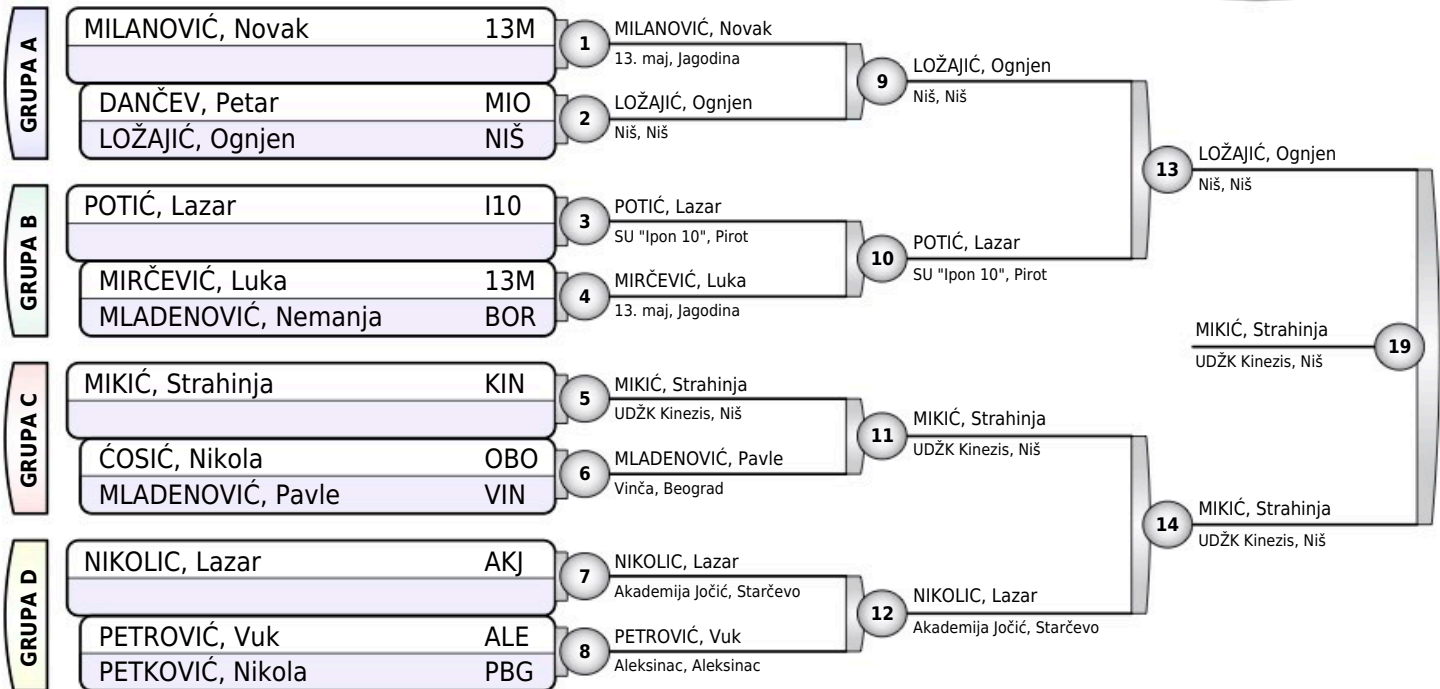 GRUPA A
MILANOVIĆ, Novak 13M
DANČEV, Petar MIO
LOŽAJIĆ, Ognjen NIŠ
GRUPA B
POTIĆ, Lazar I10
MIRČEVIĆ, Luka 13M
MLADENOVIĆ, Nemanja BOR
GRUPA C
MIKIĆ, Strahinja KIN
ĆOSIĆ, Nikola OBO
MLADENOVIĆ, Pavle VIN
GRUPA D
NIKOLIC, Lazar AKJ
PETROVIĆ, Vuk ALE
PETKOVIĆ, Nikola PBG
1 MILANOVIĆ, Novak
13. maj, Jagodina
2 LOŽAJIĆ, Ognjen
Niš, Niš
3 POTIĆ, Lazar
SU "Ipon 10", Pirot
4 MIRČEVIĆ, Luka
13. maj, Jagodina
5 MIKIĆ, Strahinja
UDŽK Kinezis, Niš
6 MLADENOVIĆ, Pavle
Vinča, Beograd
7 NIKOLIC, Lazar
Akademija Jočić, Starčevo
8 PETROVIĆ, Vuk
Aleksinac, Aleksinac
9 LOŽAJIĆ, Ognjen
Niš, Niš
10 POTIĆ, Lazar
SU "Ipon 10", Pirot
11 MIKIĆ, Strahinja
UDŽK Kinezis, Niš
12 NIKOLIC, Lazar
Akademija Jočić, Starčevo
13 LOŽAJIĆ, Ognjen
Niš, Niš
14 MIKIĆ, Strahinja
UDŽK Kinezis, Niš
MIKIĆ, Strahinja 19
UDŽK Kinezis, Niš